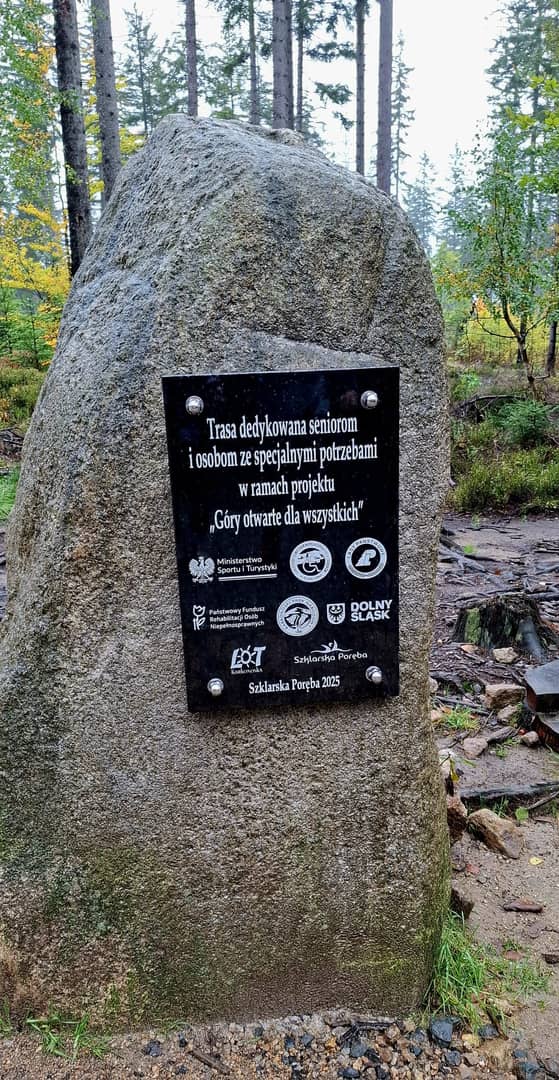 Trasa dedykowana seniorom
i osobom ze specjalnymi potrzebami
w ramach projektu
„Góry otwarte dla wszystkich"
Ministerstwo
Sportu i Turystyki
Państwowy Fundusz
Rehabilitacji Osób
Niepełnosprawnych
DOLNY
ŚLĄSK
LOT
Karkonosze
Szklarska Poręba
Szklarska Poręba 2025